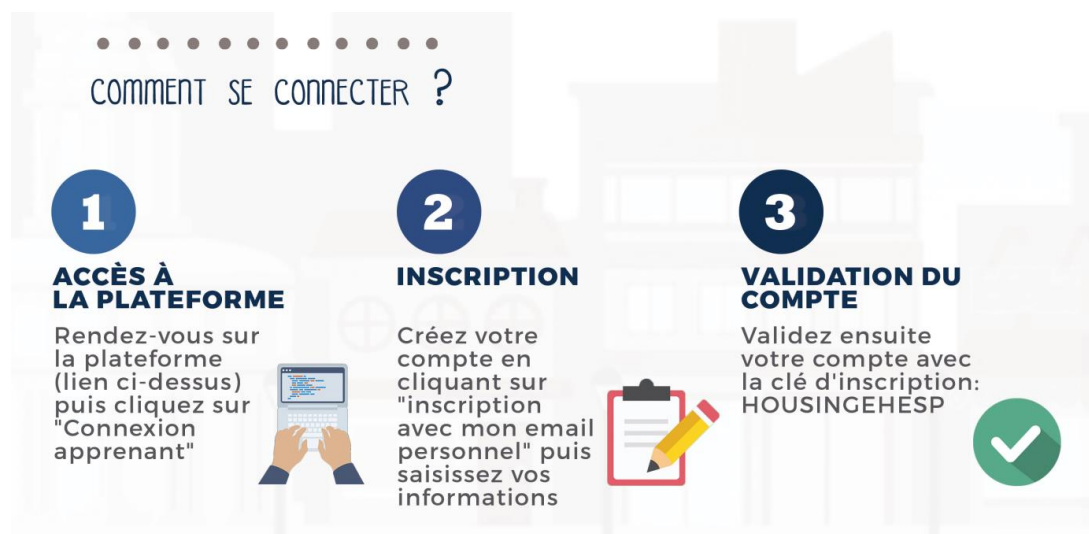 COMMENT SE CONNECTER ?
1
ACCÈS À
LA PLATEFORME
Rendez-vous sur
la plateforme
(lien ci-dessus)
puis cliquez sur
"Connexion
apprenant"
2
INSCRIPTION
Créez votre
compte en
cliquant sur
"inscription
avec mon email
personnel" puis
saisissez vos
informations
3
VALIDATION DU
COMPTE
Validez ensuite
votre compte avec
la clé d'inscription:
HOUSINGEHESP